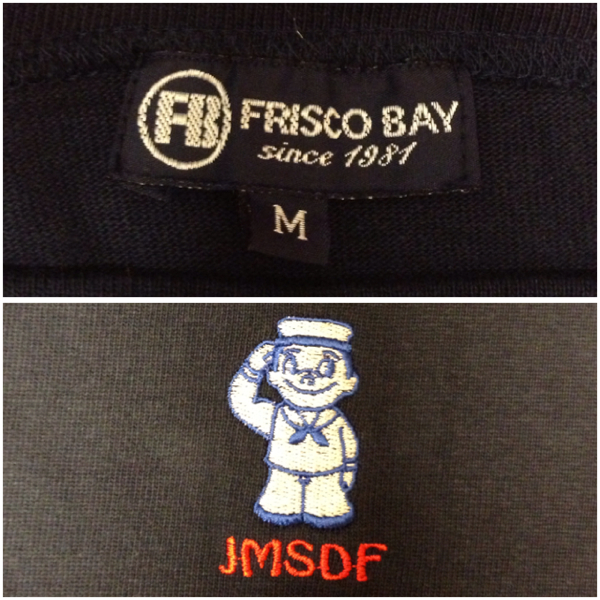 FB FRISCO BAY
since 1981
M
JMSDF